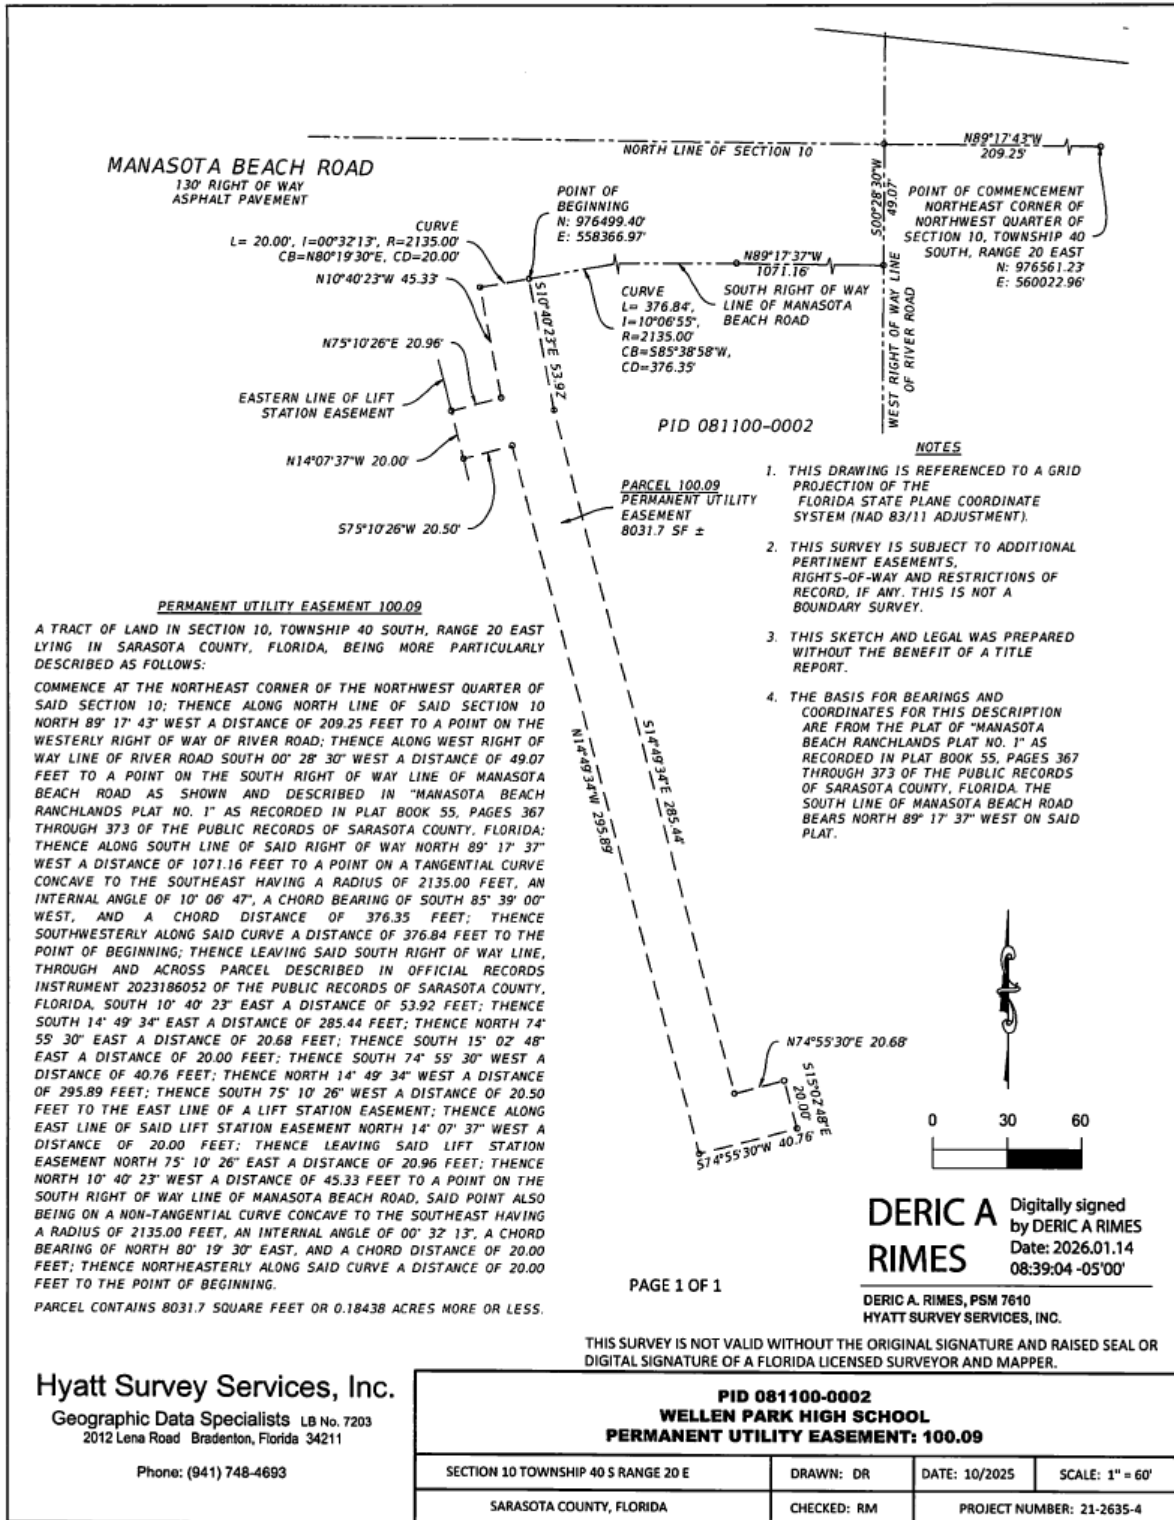 NORTH LINE OF SECTION 10
N89°17'43"W
209.25'
MANASOTA BEACH ROAD
130' RIGHT OF WAY
ASPHALT PAVEMENT
POINT OF
BEGINNING
N: 976499.40'
E: 558366.97'
S00°28'30"W
49.07'
POINT OF COMMENCEMENT
NORTHEAST CORNER OF
NORTHWEST QUARTER OF
SECTION 10, TOWNSHIP 40
SOUTH, RANGE 20 EAST
N: 976561.23'
E: 560022.96'
CURVE
L= 20.00', I=00°32'13", R=2135.00'
CB=N80°19'30"E, CD=20.00'
N10°40'23"W 45.33'
N89°17'37"W
1071.16'
SOUTH RIGHT OF WAY
LINE OF MANASOTA
BEACH ROAD
CURVE
L= 376.84',
I=10°06'55",
R=2135.00'
CB=S85°38'58"W,
CD=376.35'
WEST RIGHT OF WAY LINE
OF RIVER ROAD
S10°40'23"E 53.92'
N75°10'26"E 20.96'
EASTERN LINE OF LIFT
STATION EASEMENT
N14°07'37"W 20.00'
S75°10'26"W 20.50'
PID 081100-0002
PARCEL 100.09
PERMANENT UTILITY
EASEMENT
8031.7 SF ±
NOTES
1. THIS DRAWING IS REFERENCED TO A GRID
PROJECTION OF THE
FLORIDA STATE PLANE COORDINATE
SYSTEM (NAD 83/11 ADJUSTMENT).
2. THIS SURVEY IS SUBJECT TO ADDITIONAL
PERTINENT EASEMENTS,
RIGHTS-OF-WAY AND RESTRICTIONS OF
RECORD, IF ANY. THIS IS NOT A
BOUNDARY SURVEY.
3. THIS SKETCH AND LEGAL WAS PREPARED
WITHOUT THE BENEFIT OF A TITLE
REPORT.
4. THE BASIS FOR BEARINGS AND
COORDINATES FOR THIS DESCRIPTION
ARE FROM THE PLAT OF "MANASOTA
BEACH RANCHLANDS PLAT NO. 1" AS
RECORDED IN PLAT BOOK 55, PAGES 367
THROUGH 373 OF THE PUBLIC RECORDS
OF SARASOTA COUNTY, FLORIDA. THE
SOUTH LINE OF MANASOTA BEACH ROAD
BEARS NORTH 89° 17' 37" WEST ON SAID
PLAT.
PERMANENT UTILITY EASEMENT 100.09
A TRACT OF LAND IN SECTION 10, TOWNSHIP 40 SOUTH, RANGE 20 EAST
LYING IN SARASOTA COUNTY, FLORIDA, BEING MORE PARTICULARLY
DESCRIBED AS FOLLOWS:
COMMENCE AT THE NORTHEAST CORNER OF THE NORTHWEST QUARTER OF
SAID SECTION 10; THENCE ALONG NORTH LINE OF SAID SECTION 10
NORTH 89° 17' 43" WEST A DISTANCE OF 209.25 FEET TO A POINT ON THE
WESTERLY RIGHT OF WAY OF RIVER ROAD; THENCE ALONG WEST RIGHT OF
WAY LINE OF RIVER ROAD SOUTH 00° 28' 30" WEST A DISTANCE OF 49.07
FEET TO A POINT ON THE SOUTH RIGHT OF WAY LINE OF MANASOTA
BEACH ROAD AS SHOWN AND DESCRIBED IN "MANASOTA BEACH
RANCHLANDS PLAT NO. 1" AS RECORDED IN PLAT BOOK 55, PAGES 367
THROUGH 373 OF THE PUBLIC RECORDS OF SARASOTA COUNTY, FLORIDA;
THENCE ALONG SOUTH LINE OF SAID RIGHT OF WAY NORTH 89° 17' 37"
WEST A DISTANCE OF 1071.16 FEET TO A POINT ON A TANGENTIAL CURVE
CONCAVE TO THE SOUTHEAST HAVING A RADIUS OF 2135.00 FEET, AN
INTERNAL ANGLE OF 10° 06' 47", A CHORD BEARING OF SOUTH 85° 39' 00"
WEST, AND A CHORD DISTANCE OF 376.35 FEET; THENCE
SOUTHWESTERLY ALONG SAID CURVE A DISTANCE OF 376.84 FEET TO THE
POINT OF BEGINNING; THENCE LEAVING SAID SOUTH RIGHT OF WAY LINE,
THROUGH AND ACROSS PARCEL DESCRIBED IN OFFICIAL RECORDS
INSTRUMENT 2023186052 OF THE PUBLIC RECORDS OF SARASOTA COUNTY,
FLORIDA, SOUTH 10° 40' 23" EAST A DISTANCE OF 53.92 FEET; THENCE
SOUTH 14° 49' 34" EAST A DISTANCE OF 285.44 FEET; THENCE NORTH 74°
55' 30" EAST A DISTANCE OF 20.68 FEET; THENCE SOUTH 15° 02' 48"
EAST A DISTANCE OF 20.00 FEET; THENCE SOUTH 74° 55' 30" WEST A
DISTANCE OF 40.76 FEET; THENCE NORTH 14° 49' 34" WEST A DISTANCE
OF 295.89 FEET; THENCE SOUTH 75° 10' 26" WEST A DISTANCE OF 20.50
FEET TO THE EAST LINE OF A LIFT STATION EASEMENT; THENCE ALONG
EAST LINE OF SAID LIFT STATION EASEMENT NORTH 14° 07' 37" WEST A
DISTANCE OF 20.00 FEET; THENCE LEAVING SAID LIFT STATION
EASEMENT NORTH 75° 10' 26" EAST A DISTANCE OF 20.96 FEET; THENCE
NORTH 10° 40' 23" WEST A DISTANCE OF 45.33 FEET TO A POINT ON THE
SOUTH RIGHT OF WAY LINE OF MANASOTA BEACH ROAD, SAID POINT ALSO
BEING ON A NON-TANGENTIAL CURVE CONCAVE TO THE SOUTHEAST HAVING
A RADIUS OF 2135.00 FEET, AN INTERNAL ANGLE OF 00° 32' 13", A CHORD
BEARING OF NORTH 80° 19' 30" EAST, AND A CHORD DISTANCE OF 20.00
FEET; THENCE NORTHEASTERLY ALONG SAID CURVE A DISTANCE OF 20.00
FEET TO THE POINT OF BEGINNING.
PARCEL CONTAINS 8031.7 SQUARE FEET OR 0.18438 ACRES MORE OR LESS.
N14°49'34"W 295.89'
S14°49'34"E 285.44'
N74°55'30"E 20.68'
S15°02'48"E
20.00'
S74°55'30"W 40.76'
0 30 60
DERIC A
RIMES
Digitally signed
by DERIC A RIMES
Date: 2026.01.14
08:39:04 -05'00'
PAGE 1 OF 1
DERIC A. RIMES, PSM 7610
HYATT SURVEY SERVICES, INC.
THIS SURVEY IS NOT VALID WITHOUT THE ORIGINAL SIGNATURE AND RAISED SEAL OR
DIGITAL SIGNATURE OF A FLORIDA LICENSED SURVEYOR AND MAPPER.
Hyatt Survey Services, Inc.
Geographic Data Specialists LB No. 7203
2012 Lena Road Bradenton, Florida 34211
Phone: (941) 748-4693
PID 081100-0002
WELLEN PARK HIGH SCHOOL
PERMANENT UTILITY EASEMENT: 100.09
SECTION 10 TOWNSHIP 40 S RANGE 20 E
DRAWN: DR
DATE: 10/2025
SCALE: 1" = 60'
SARASOTA COUNTY, FLORIDA
CHECKED: RM
PROJECT NUMBER: 21-2635-4